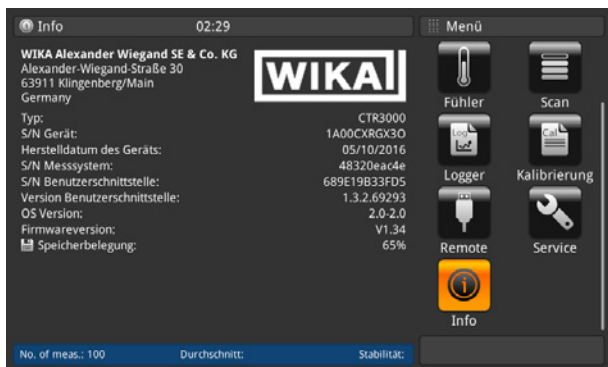 Info 02:29
WIKA Alexander Wiegand SE & Co. KG
Alexander-Wiegand-Straße 30
63911 Klingenberg/Main
Germany
WIKA
Typ: CTR3000
S/N Gerät: 1A00CXRGX3O
Herstelldatum des Geräts: 05/10/2016
S/N Messsystem: 48320eac4e
S/N Benutzerschnittstelle: 689E19B33FD5
Version Benutzerschnittstelle: 1.3.2.69293
OS Version: 2.0-2.0
Firmwareversion: V1.34
Speicherbelegung: 65%
No. of meas.: 100 Durchschnitt: Stabilität:
Menü
Fühler Scan
Log
Cal
Logger Kalibrierung
Remote Service
Info